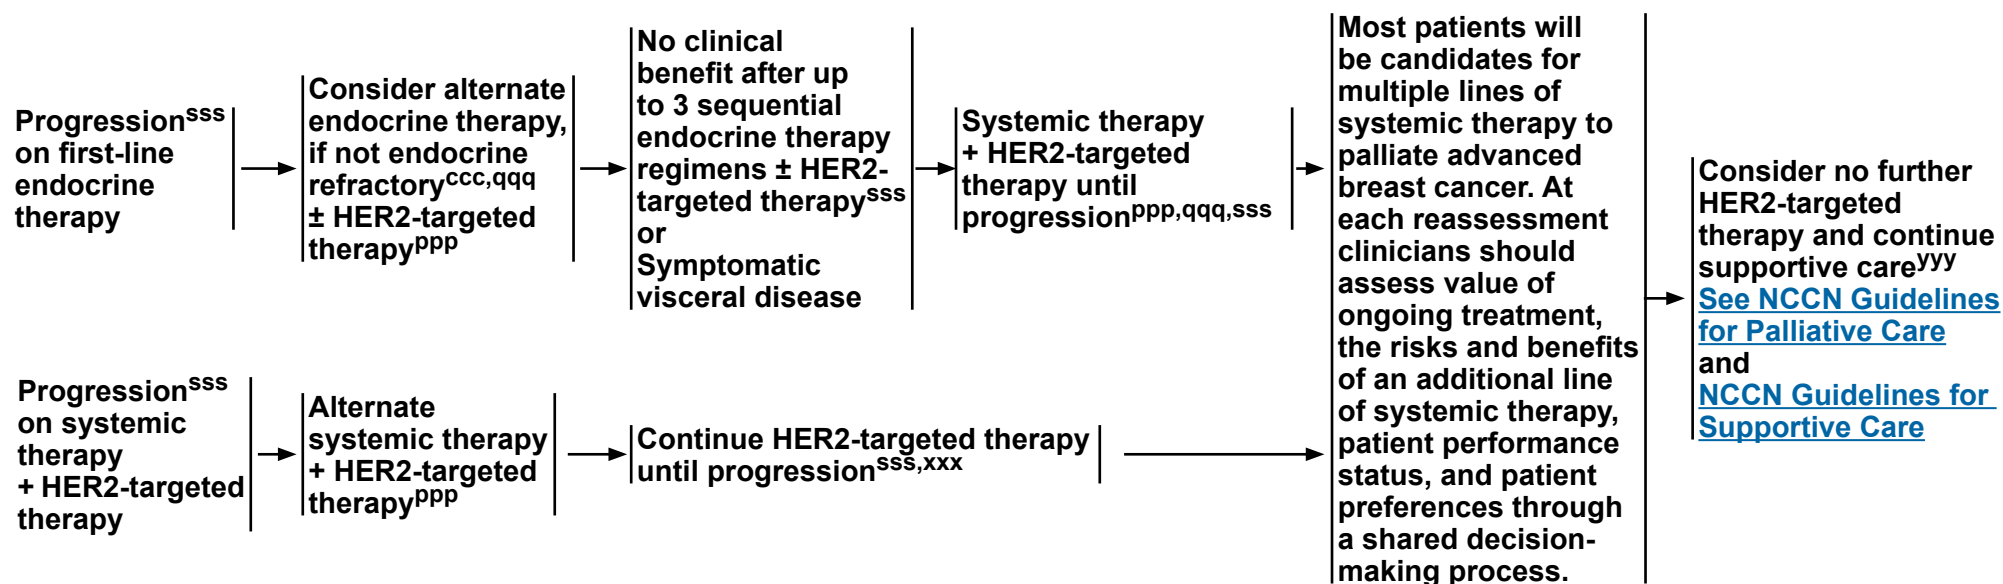 Progressionsss
on first-line
endocrine
therapy
Consider alternate
endocrine therapy,
if not endocrine
refractoryccc,qqq
± HER2-targeted
therapyppp
No clinical
benefit after up
to 3 sequential
endocrine therapy
regimens ± HER2-
targeted therapysss
or
Symptomatic
visceral disease
Systemic therapy
+ HER2-targeted
therapy until
progressionppp,qqq,sss
Progressionsss
on systemic
therapy
+ HER2-targeted
therapy
Alternate
systemic therapy
+ HER2-targeted
therapyppp
Continue HER2-targeted therapy
until progressionsss,xxx
Most patients will
be candidates for
multiple lines of
systemic therapy to
palliate advanced
breast cancer. At
each reassessment
clinicians should
assess value of
ongoing treatment,
the risks and benefits
of an additional line
of systemic therapy,
patient performance
status, and patient
preferences through
a shared decision-
making process.
Consider no further
HER2-targeted
therapy and continue
supportive careyyy
See NCCN Guidelines
for Palliative Care
and
NCCN Guidelines for
Supportive Care